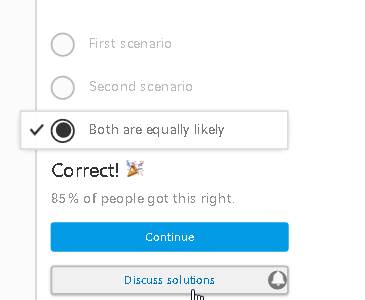 First scenario
Second scenario
Both are equally likely
Correct! 🎉
85% of people got this right.
Continue
Discuss solutions